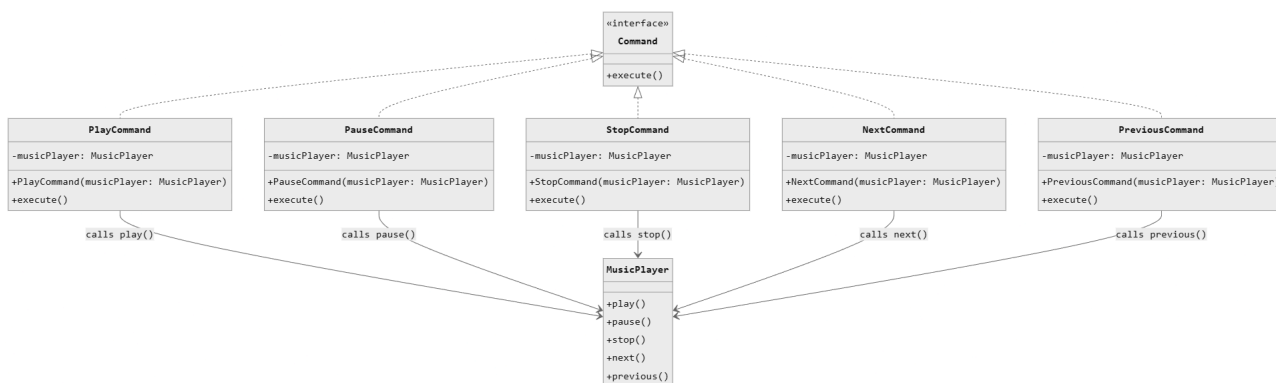 «interface»
Command
+execute()
PlayCommand
-musicPlayer: MusicPlayer
+PlayCommand(musicPlayer: MusicPlayer)
+execute()
PauseCommand
-musicPlayer: MusicPlayer
+PauseCommand(musicPlayer: MusicPlayer)
+execute()
StopCommand
-musicPlayer: MusicPlayer
+StopCommand(musicPlayer: MusicPlayer)
+execute()
NextCommand
-musicPlayer: MusicPlayer
+NextCommand(musicPlayer: MusicPlayer)
+execute()
PreviousCommand
-musicPlayer: MusicPlayer
+PreviousCommand(musicPlayer: MusicPlayer)
+execute()
calls play()
calls pause()
calls stop()
calls next()
calls previous()
MusicPlayer
+play()
+pause()
+stop()
+next()
+previous()